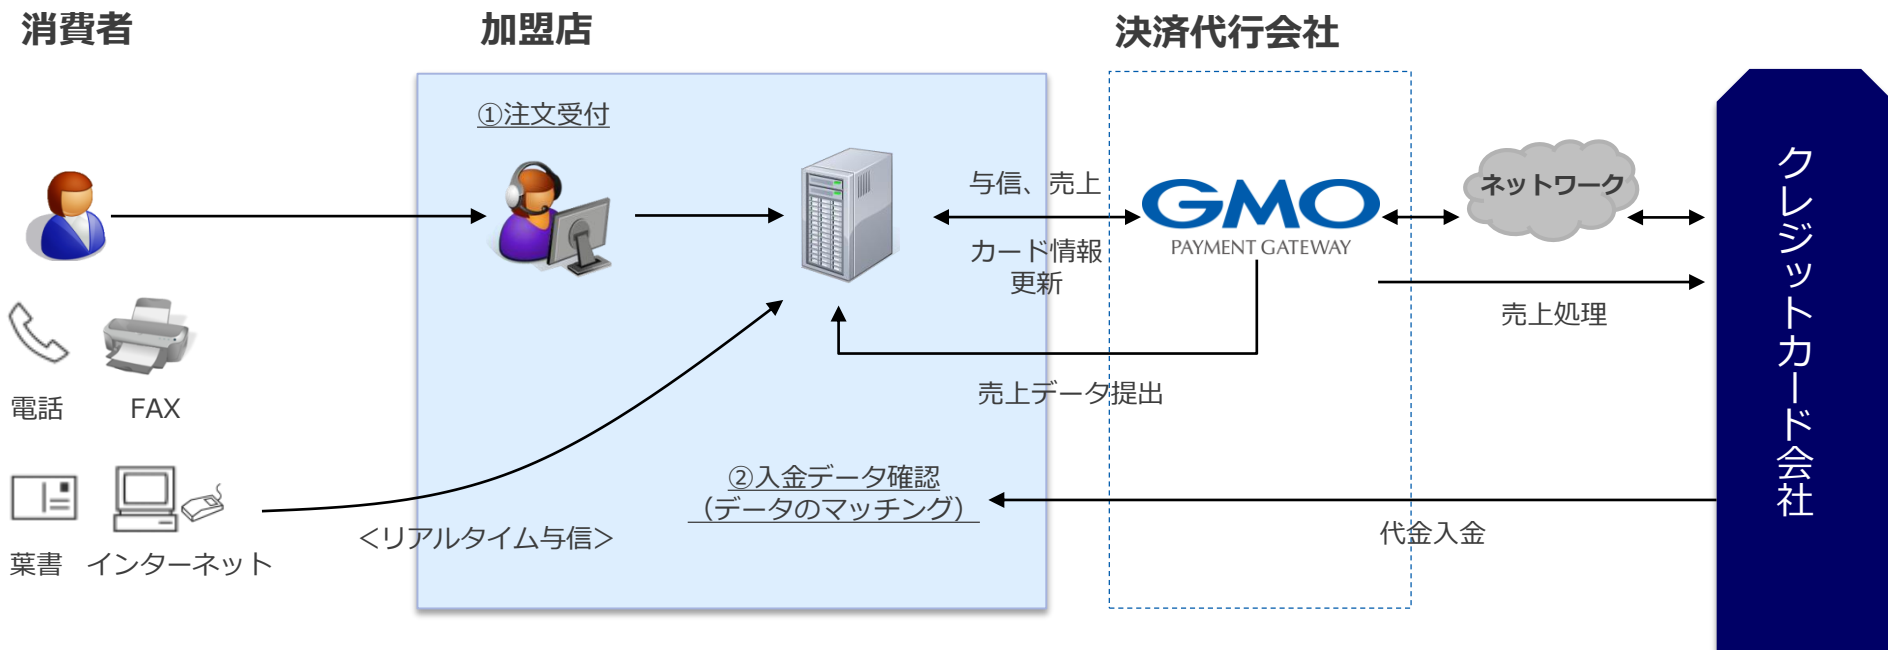 消費者
加盟店
決済代行会社
①注文受付
与信、売上
カード情報
更新
GMO
PAYMENT GATEWAY
ネットワーク
売上処理
クレジットカード会社
電話
FAX
売上データ提出
②入金データ確認
（データのマッチング）
代金入金
＜リアルタイム与信＞
葉書
インターネット